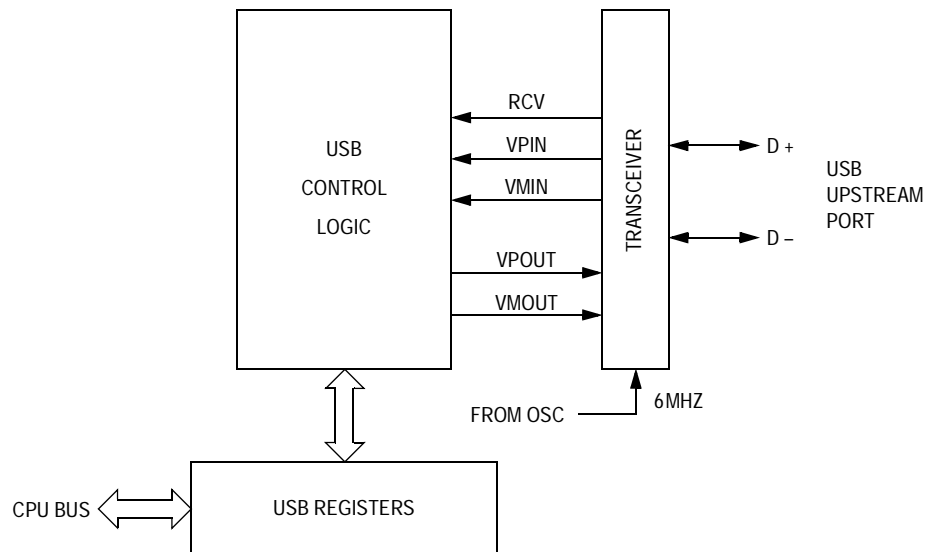 RCV
VPIN
VMIN
VPOUT
VMOUT
USB
CONTROL
LOGIC
TRANSCEIVER
D +
D –
USB
UPSTREAM
PORT
FROM OSC
6MHZ
CPU BUS
USB REGISTERS